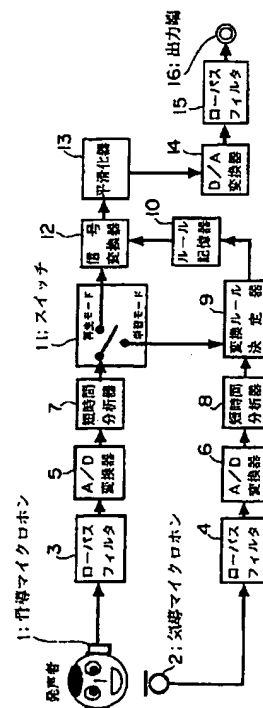 発声者
1: 骨導マイクロホン
2: 気導マイクロホン
3
ローパス
フィルタ
5
A/D
変換器
7
短時間
分析器
11: スイッチ
再生モード
学習モード
12
信号
変換器
13
平滑化器
4
ローパス
フィルタ
6
A/D
変換器
8
短時間
分析器
9
変換ルール
決定器
10
ルール
記憶器
14
D/A
変換器
15
ローパス
フィルタ
16: 出力端